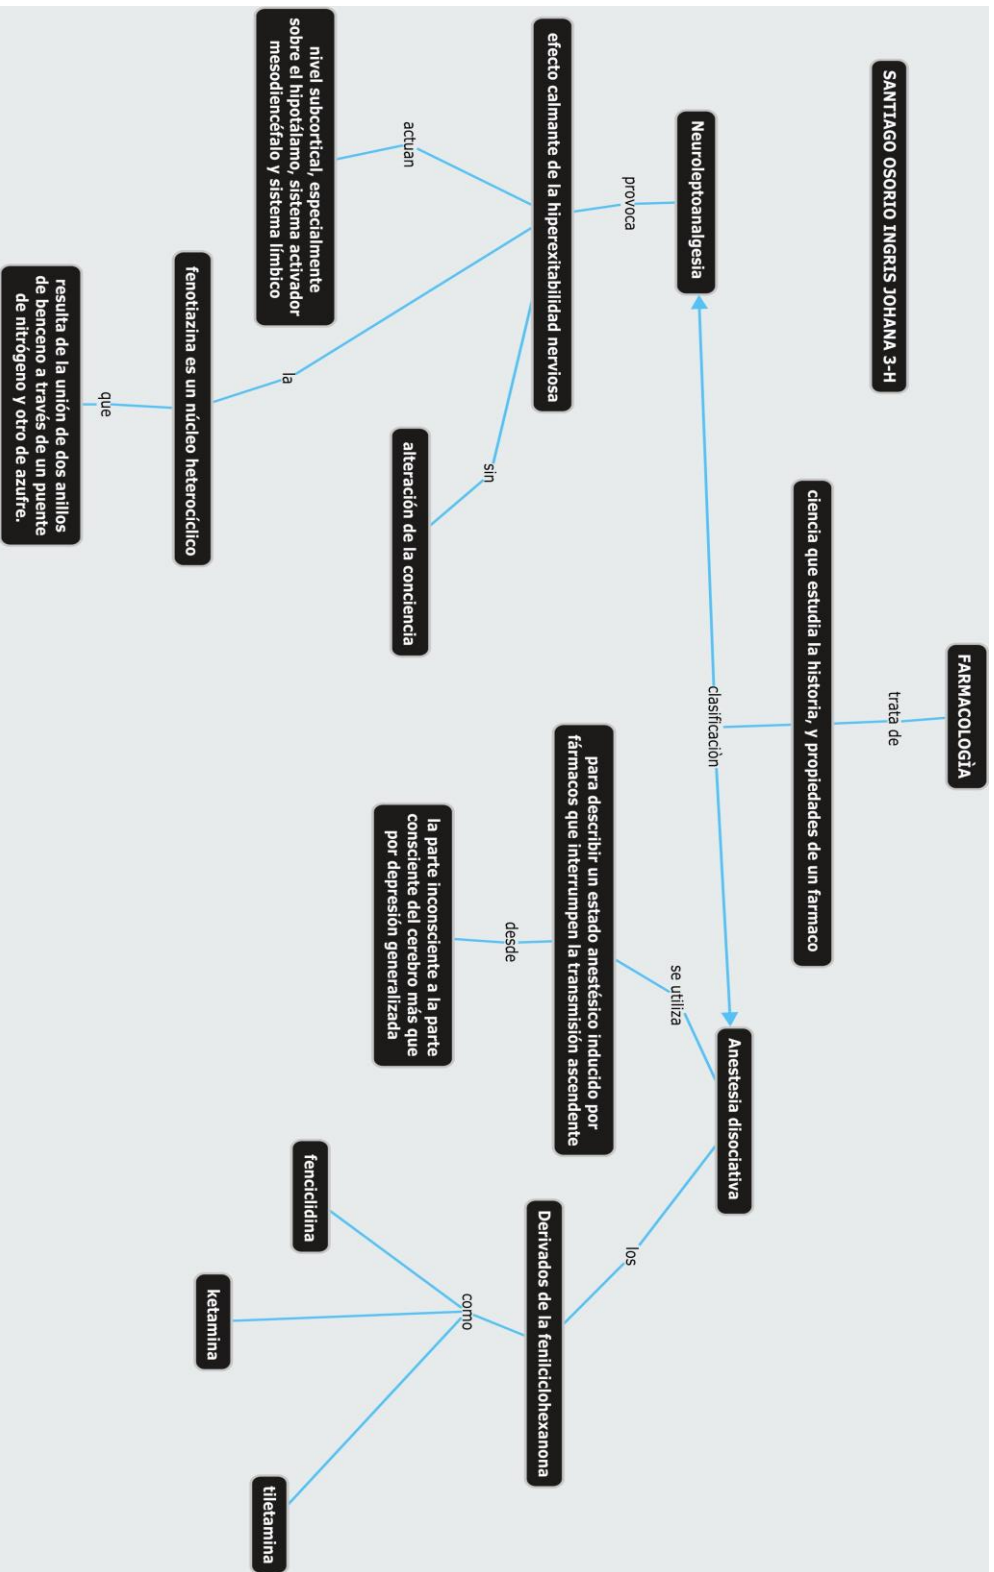 FARMACOLOGÌA
SANTIAGO OSORIO INGRIS JOHANA 3-H
trata de
ciencia que estudia la historia, y propiedades de un farmaco
clasificaciòn
Neuroleptoanalgesia
provoca
efecto calmante de la hiperexitabilidad nerviosa
actuan
nivel subcortical, especialmente
sobre el hipotálamo, sistema activador
mesodiencéfalo y sistema límbico
la
fenotiazina es un núcleo heterocíclico
que
resulta de la unión de dos anillos
de benceno a través de un puente
de nitrógeno y otro de azufre.
sin
alteración de la conciencia
Anestesia disociativa
se utiliza
para describir un estado anestésico inducido por
fármacos que interrumpen la transmisión ascendente
desde
la parte inconsciente a la parte
consciente del cerebro más que
por depresión generalizada
los
Derivados de la fenilciclohexanona
como
fenciclidina
ketamina
tiletamina